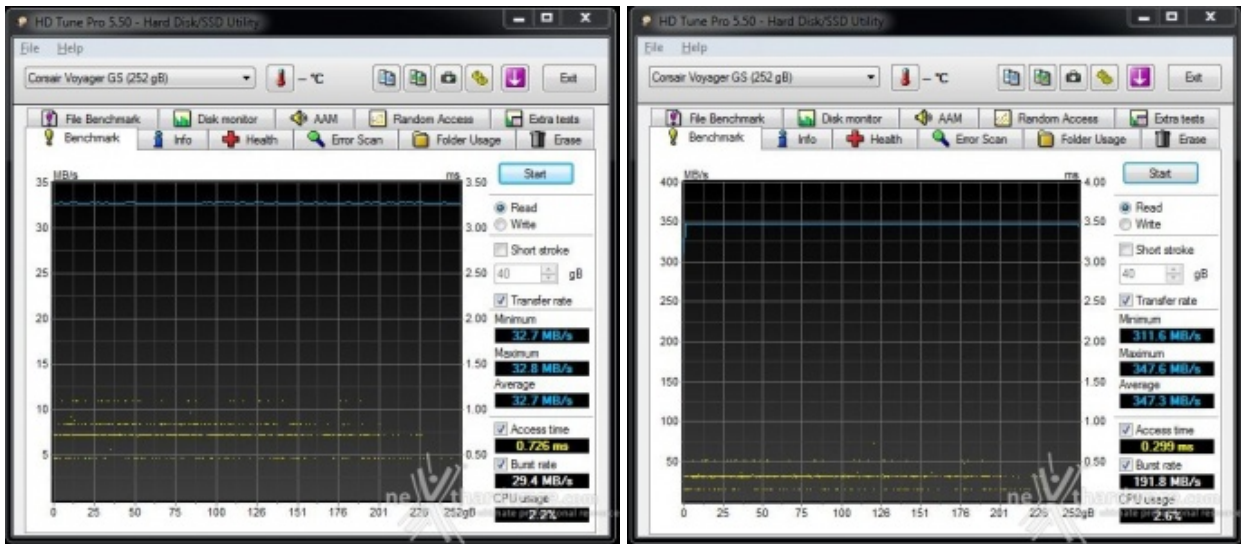 HD Tune Pro 5.50 - Hard Disk/SSD Utility
File Help
Corsair Voyager GS (252 gB)
– °C
Exit
File Benchmark Disk monitor AAM Random Access Extra tests
Benchmark Info Health Error Scan Folder Usage Erase
MB/s
ms
35
30
25
20
15
10
5
3.50
3.00
2.50
2.00
1.50
1.00
0.50
0 25 50 75 100 126 151 176 201 226 252gB
Start
Read
Write
Short stroke
40 gB
Transfer rate
Minimum
32.7 MB/s
Maximum
32.8 MB/s
Average
32.7 MB/s
Access time
0.726 ms
Burst rate
29.4 MB/s
CPU usage
2.2%
HD Tune Pro 5.50 - Hard Disk/SSD Utility
File Help
Corsair Voyager GS (252 gB)
– °C
Exit
File Benchmark Disk monitor AAM Random Access Extra tests
Benchmark Info Health Error Scan Folder Usage Erase
MB/s
ms
400
350
300
250
200
150
100
50
4.00
3.50
3.00
2.50
2.00
1.50
1.00
0.50
0 25 50 75 100 126 151 176 201 226 252gB
Start
Read
Write
Short stroke
40 gB
Transfer rate
Minimum
311.6 MB/s
Maximum
347.6 MB/s
Average
347.3 MB/s
Access time
0.299 ms
Burst rate
191.8 MB/s
CPU usage
2.6%